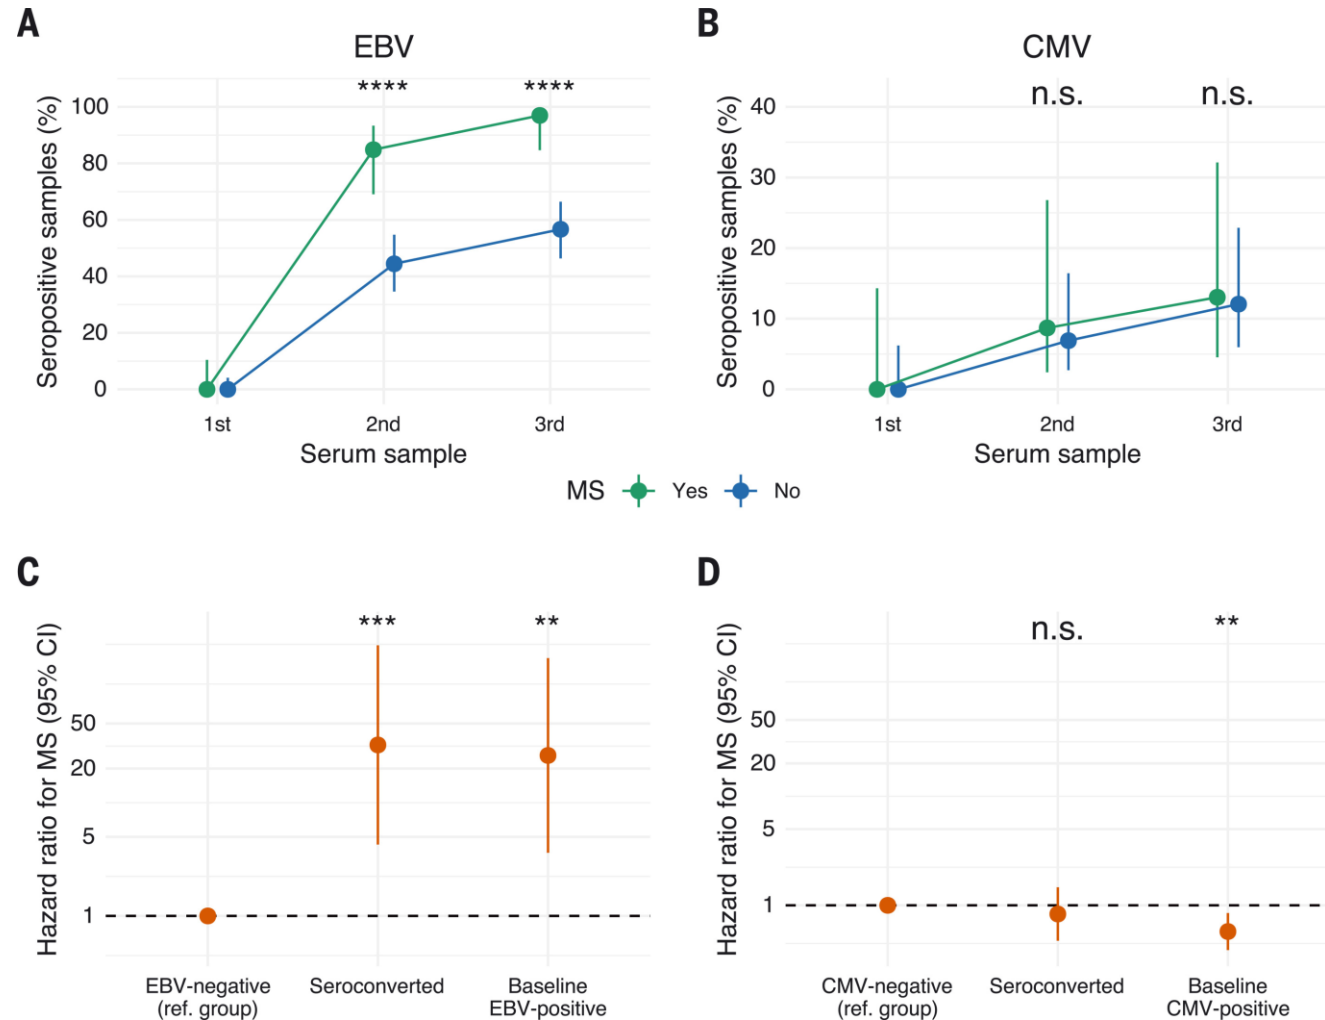 A
EBV
B
CMV
Seropositive samples (%)
100
80
60
40
20
0
****
****
1st
2nd
3rd
Serum sample
Seropositive samples (%)
40
30
20
10
0
n.s.
n.s.
1st
2nd
3rd
Serum sample
MS Yes No
C
Hazard ratio for MS (95% CI)
50
20
5
1
***
**
EBV-negative
(ref. group)
Seroconverted
Baseline
EBV-positive
D
Hazard ratio for MS (95% CI)
50
20
5
1
n.s.
**
CMV-negative
(ref. group)
Seroconverted
Baseline
CMV-positive